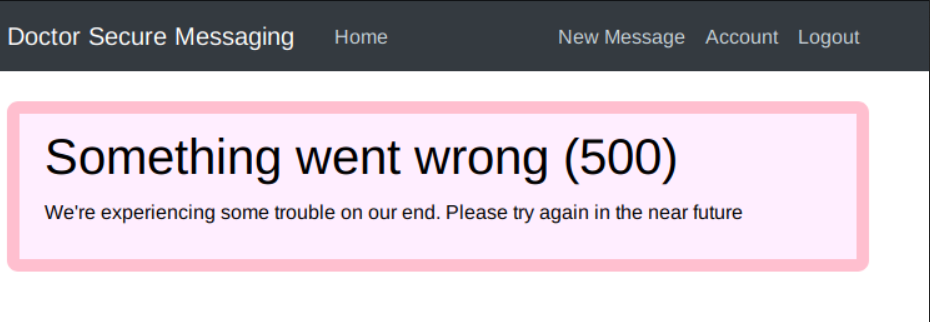 Doctor Secure Messaging Home New Message Account Logout
Something went wrong (500)
We're experiencing some trouble on our end. Please try again in the near future